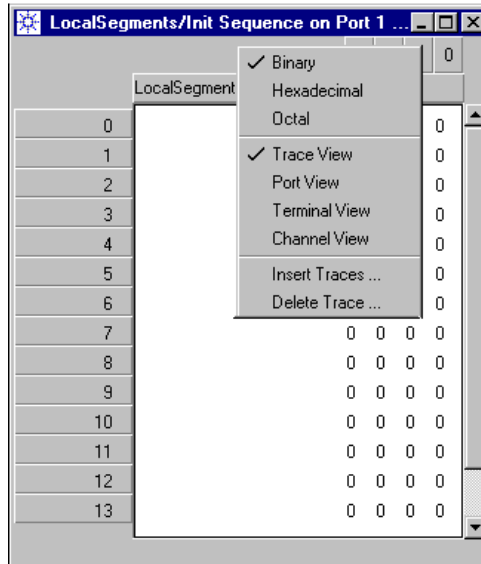 LocalSegments/Init Sequence on Port 1 ...
0
LocalSegment
Binary
Hexadecimal
Octal
Trace View
Port View
Terminal View
Channel View
Insert Traces ...
Delete Trace ...
0 0
1 0
2 0
3 0
4 0
5 0
6 0
7 0 0 0 0
8 0 0 0 0
9 0 0 0 0
10 0 0 0 0
11 0 0 0 0
12 0 0 0 0
13 0 0 0 0